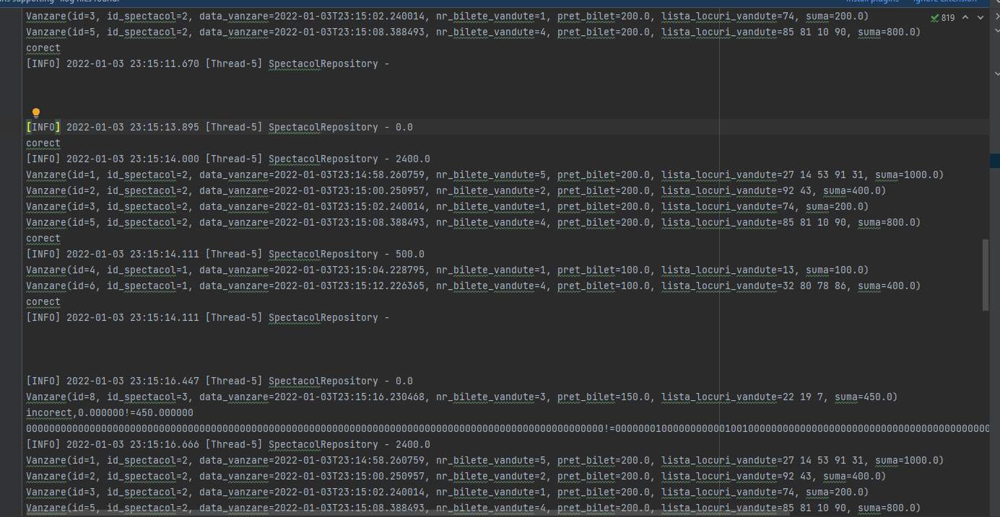 ns supporting *.log files found. Install plugins Ignore extension
Vanzare(id=3, id_spectacol=2, data_vanzare=2022-01-03T23:15:02.240014, nr_bilete_vandute=1, pret_bilet=200.0, lista_locuri_vandute=74, suma=200.0) 819
Vanzare(id=5, id_spectacol=2, data_vanzare=2022-01-03T23:15:08.388493, nr_bilete_vandute=4, pret_bilet=200.0, lista_locuri_vandute=85 81 10 90, suma=800.0)
corect
[INFO] 2022-01-03 23:15:11.670 [Thread-5] SpectacolRepository -
[INFO] 2022-01-03 23:15:13.895 [Thread-5] SpectacolRepository - 0.0
corect
[INFO] 2022-01-03 23:15:14.000 [Thread-5] SpectacolRepository - 2400.0
Vanzare(id=1, id_spectacol=2, data_vanzare=2022-01-03T23:14:58.260759, nr_bilete_vandute=5, pret_bilet=200.0, lista_locuri_vandute=27 14 53 91 31, suma=1000.0)
Vanzare(id=2, id_spectacol=2, data_vanzare=2022-01-03T23:15:00.250957, nr_bilete_vandute=2, pret_bilet=200.0, lista_locuri_vandute=92 43, suma=400.0)
Vanzare(id=3, id_spectacol=2, data_vanzare=2022-01-03T23:15:02.240014, nr_bilete_vandute=1, pret_bilet=200.0, lista_locuri_vandute=74, suma=200.0)
Vanzare(id=5, id_spectacol=2, data_vanzare=2022-01-03T23:15:08.388493, nr_bilete_vandute=4, pret_bilet=200.0, lista_locuri_vandute=85 81 10 90, suma=800.0)
corect
[INFO] 2022-01-03 23:15:14.111 [Thread-5] SpectacolRepository - 500.0
Vanzare(id=4, id_spectacol=1, data_vanzare=2022-01-03T23:15:04.228795, nr_bilete_vandute=1, pret_bilet=100.0, lista_locuri_vandute=13, suma=100.0)
Vanzare(id=6, id_spectacol=1, data_vanzare=2022-01-03T23:15:12.226365, nr_bilete_vandute=4, pret_bilet=100.0, lista_locuri_vandute=32 80 78 86, suma=400.0)
corect
[INFO] 2022-01-03 23:15:14.111 [Thread-5] SpectacolRepository -
[INFO] 2022-01-03 23:15:16.447 [Thread-5] SpectacolRepository - 0.0
Vanzare(id=8, id_spectacol=3, data_vanzare=2022-01-03T23:15:16.230468, nr_bilete_vandute=3, pret_bilet=150.0, lista_locuri_vandute=22 19 7, suma=450.0)
incorect,0.000000!=450.000000
0000000000000000000000000000000000000000000000000000000000000000000000000000000000000000000000000000!=0000000100000000000100100000000000000000000000000000000000000000
[INFO] 2022-01-03 23:15:16.666 [Thread-5] SpectacolRepository - 2400.0
Vanzare(id=1, id_spectacol=2, data_vanzare=2022-01-03T23:14:58.260759, nr_bilete_vandute=5, pret_bilet=200.0, lista_locuri_vandute=27 14 53 91 31, suma=1000.0)
Vanzare(id=2, id_spectacol=2, data_vanzare=2022-01-03T23:15:00.250957, nr_bilete_vandute=2, pret_bilet=200.0, lista_locuri_vandute=92 43, suma=400.0)
Vanzare(id=3, id_spectacol=2, data_vanzare=2022-01-03T23:15:02.240014, nr_bilete_vandute=1, pret_bilet=200.0, lista_locuri_vandute=74, suma=200.0)
Vanzare(id=5, id_spectacol=2, data_vanzare=2022-01-03T23:15:08.388493, nr_bilete_vandute=4, pret_bilet=200.0, lista_locuri_vandute=85 81 10 90, suma=800.0)